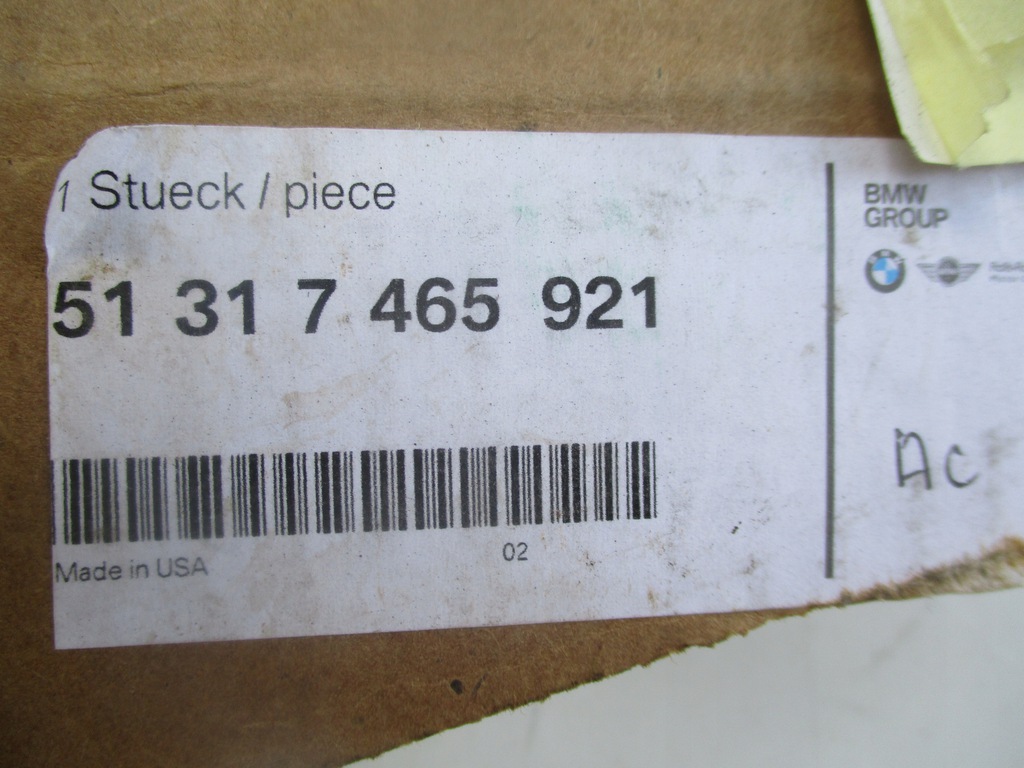 1 Stueck / piece
51 31 7 465 921
Made in USA
02
BMW
GROUP
AC